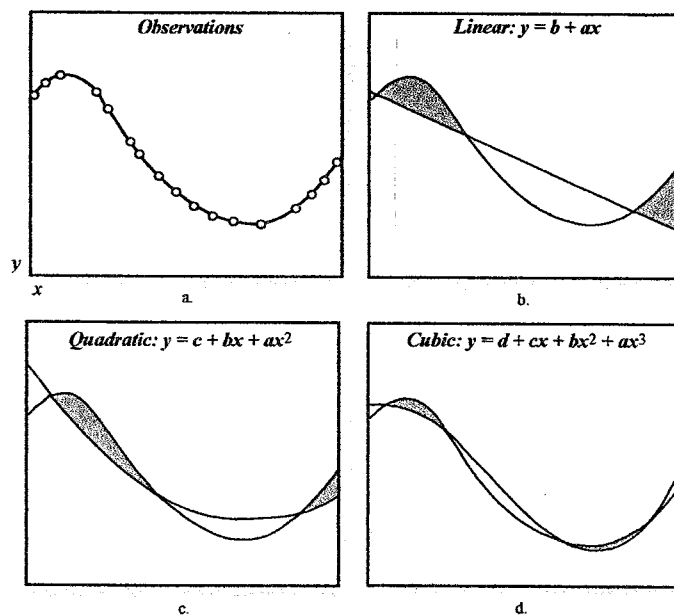 Observations
y
x
a.
Linear: y = b + ax
b.
Quadratic: y = c + bx + ax²
c.
Cubic: y = d + cx + bx² + ax³
d.